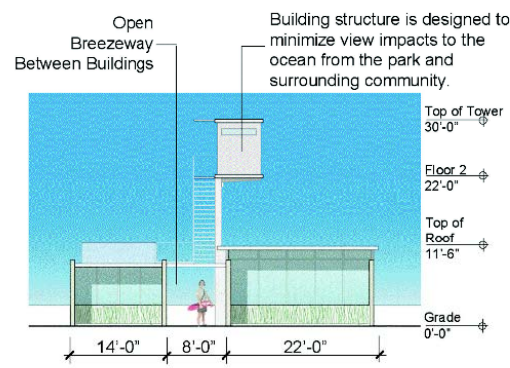 Open
Breezeway
Between Buildings
Building structure is designed to
minimize view impacts to the
ocean from the park and
surrounding community.
Top of Tower
30'-0"
Floor 2
22'-0"
Top of
Roof
11'-6"
Grade
0'-0"
14'-0" 8'-0" 22'-0"